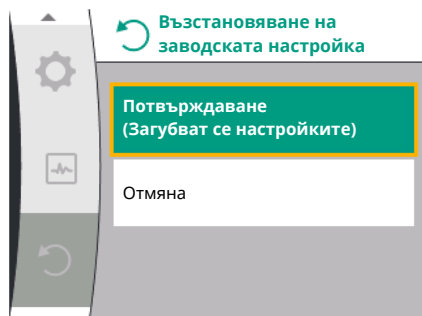 Възстановяване на
заводската настройка
Потвърждаване
(Загубват се настройките)
Отмяна